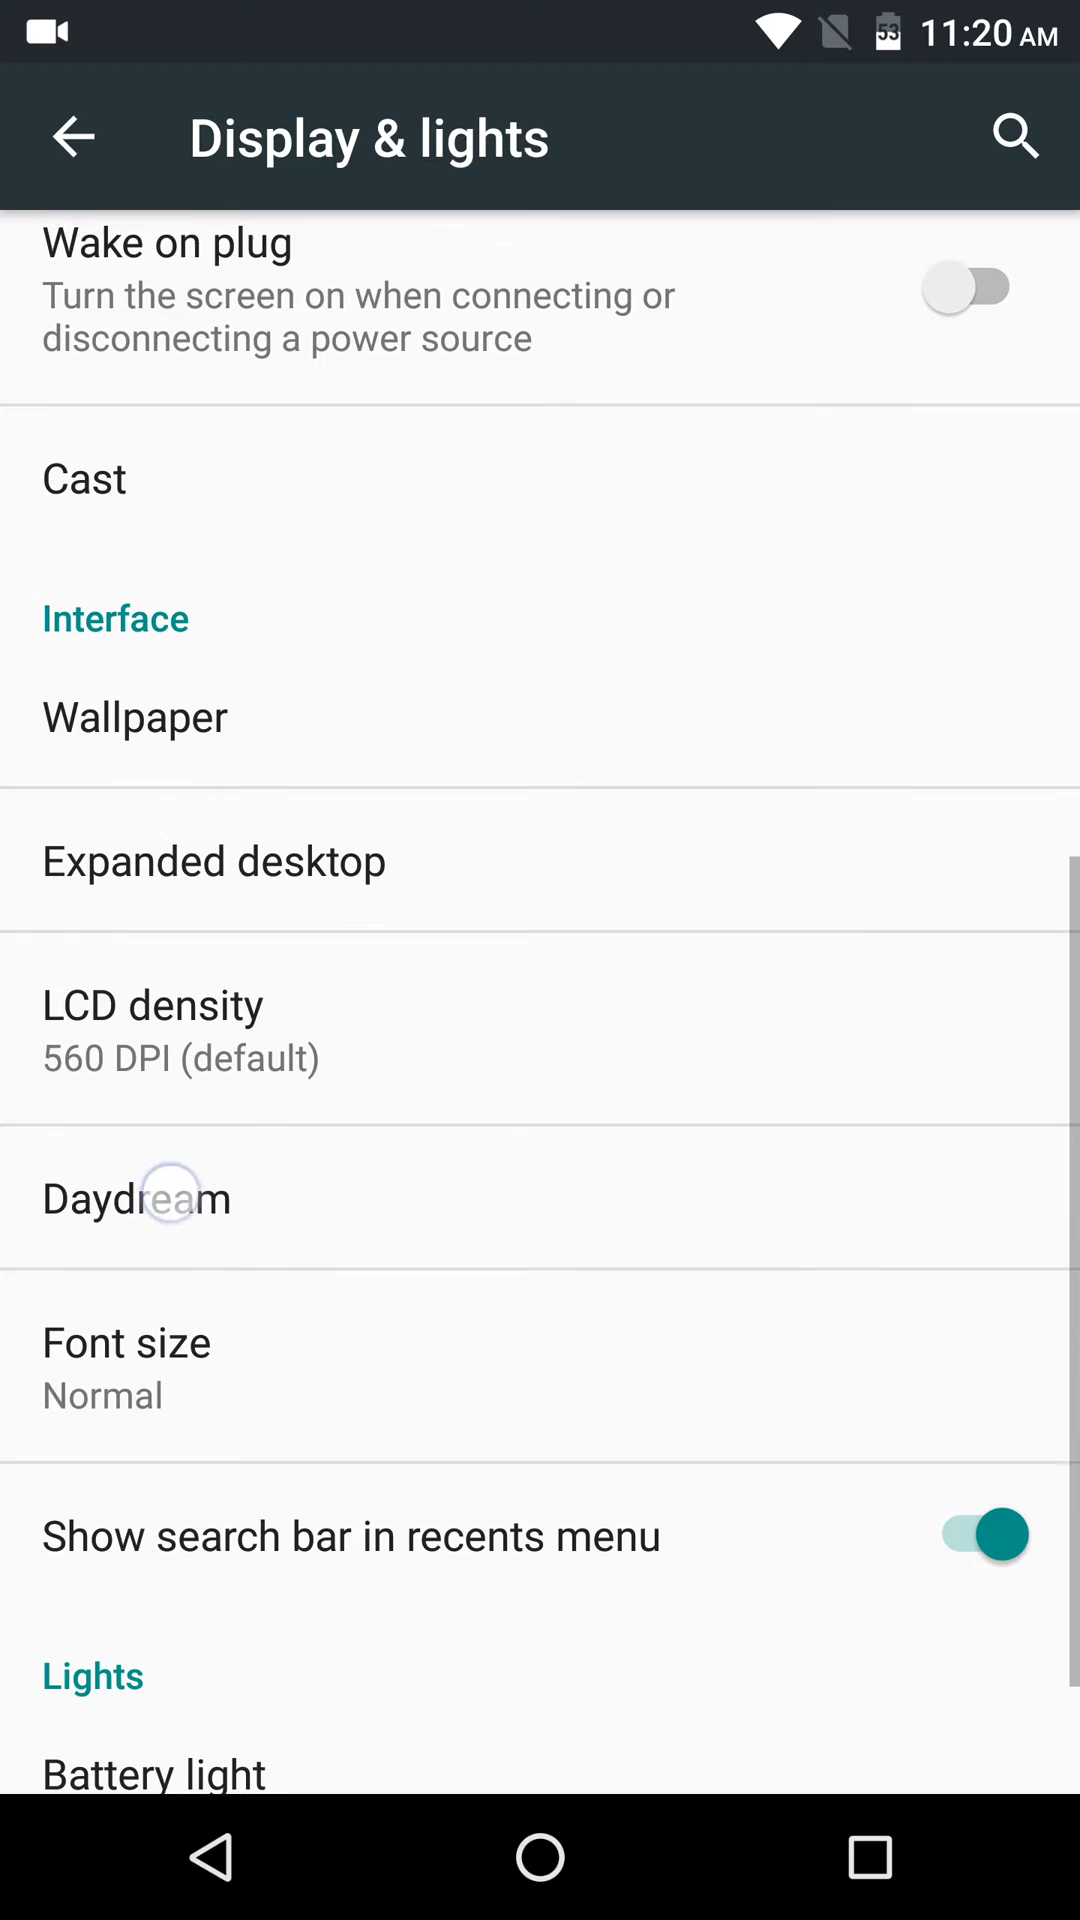 53 11:20 AM
Display & lights
Wake on plug
Turn the screen on when connecting or
disconnecting a power source
Cast
Interface
Wallpaper
Expanded desktop
LCD density
560 DPI (default)
Daydream
Font size
Normal
Show search bar in recents menu
Lights
Battery light